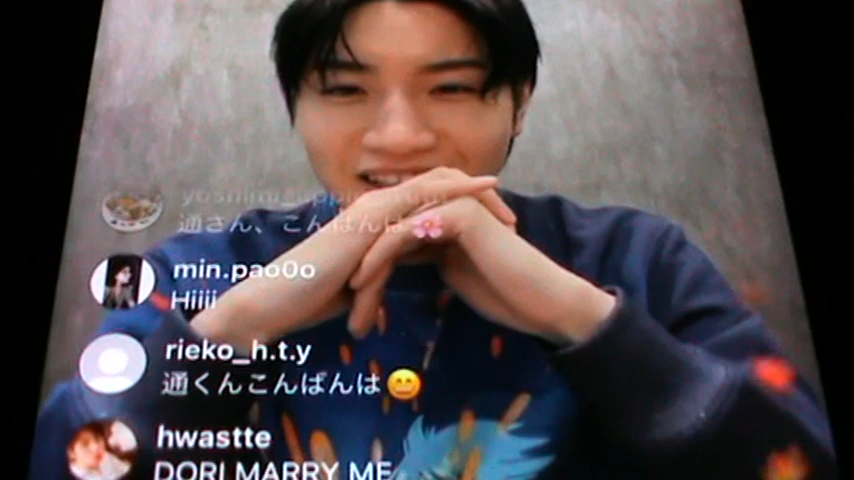 通さん、こんばんは🌸
min.pao0o
Hiiii
rieko_h.t.y
通くんこんばんは😄
hwastte
DORI MARRY ME